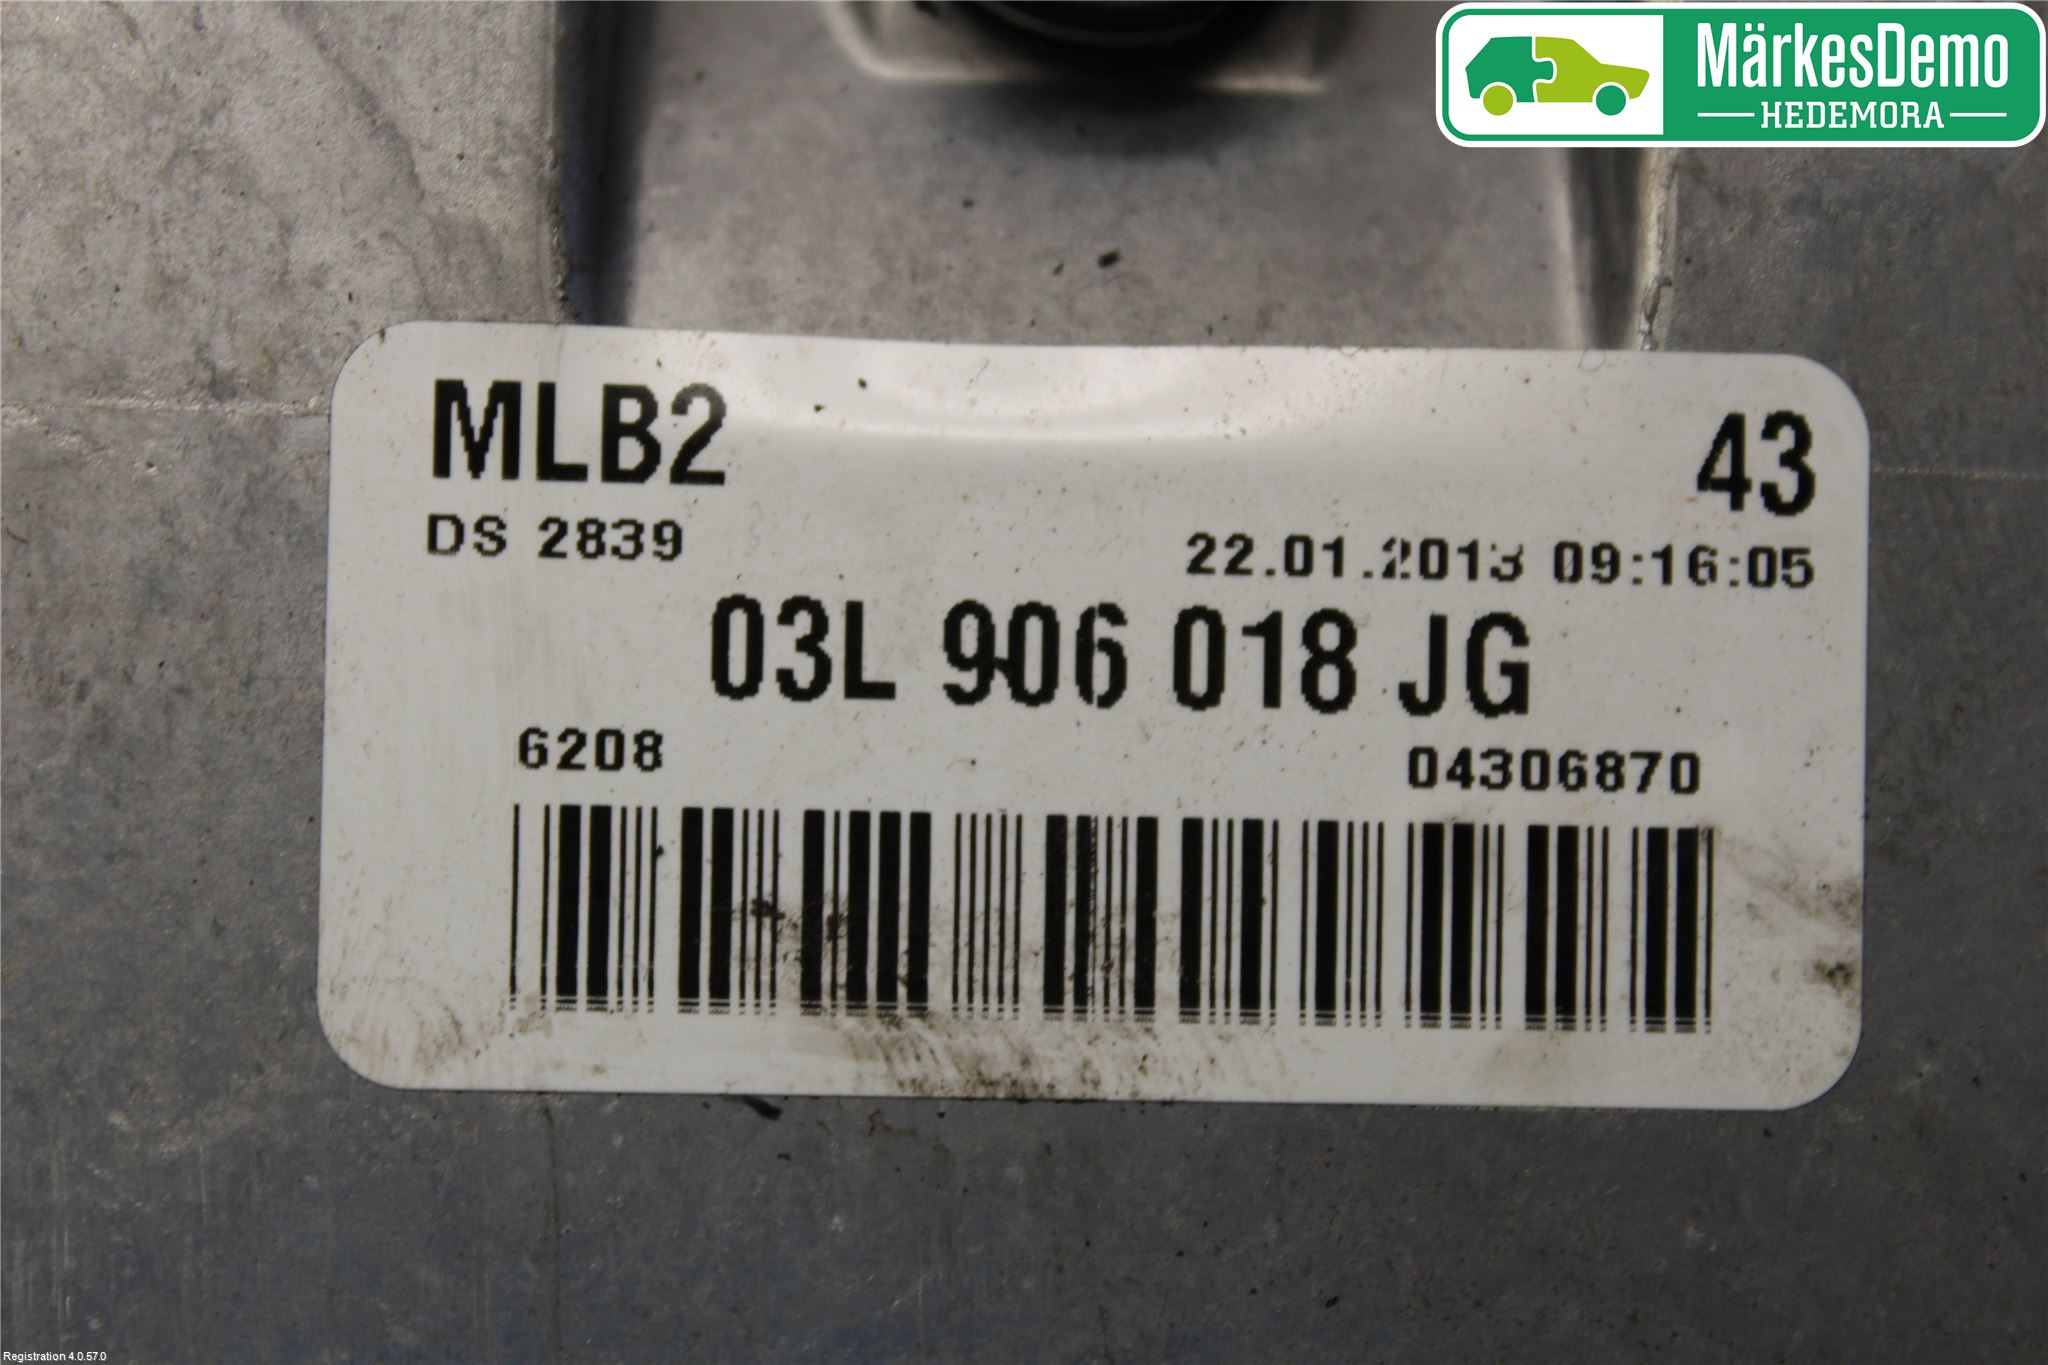 MärkesDemo
HEDEMORA
MLB2 43
DS 2839 22.01.2013 09:16:05
03L 906 018 JG
6208 04306870
Registration 4.0.57.0